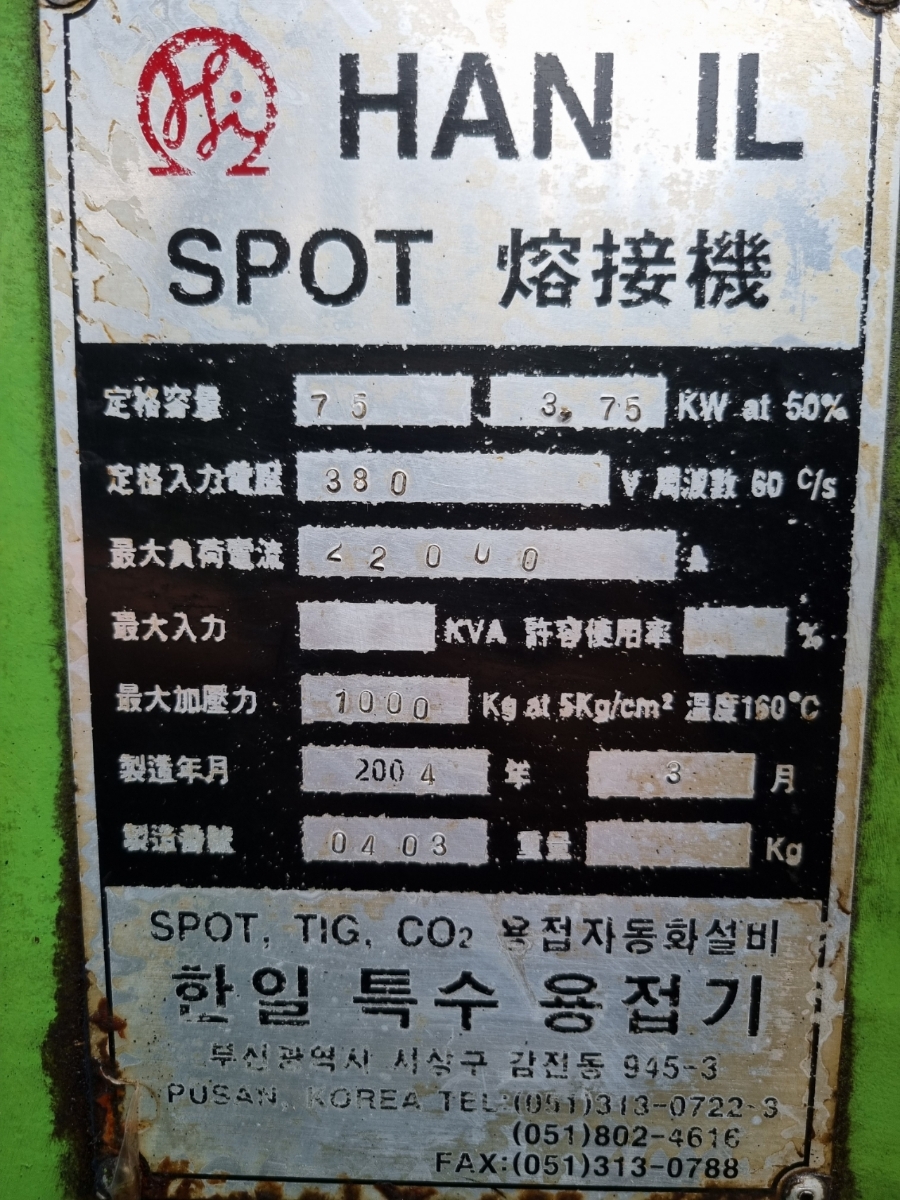 Hi HAN IL
SPOT 熔接機
定格容量 75 3.75 KW at 50%
定格入力電壓 380 V 周波数 60 C/s
最大負荷電流 22000 A
最大入力 KVA 許容使用率 %
最大加壓力 1000 Kg at 5Kg/cm² 温度160°C
製造年月 2004 年 3 月
製造番號 0403 重量 Kg
SPOT, TIG, CO₂ 용접자동화설비
한일 특수 용접기
부산광역시 사상구 감전동 945-3
PUSAN, KOREA TEL:(051)313-0722~3
(051)802-4616
FAX:(051)313-0788